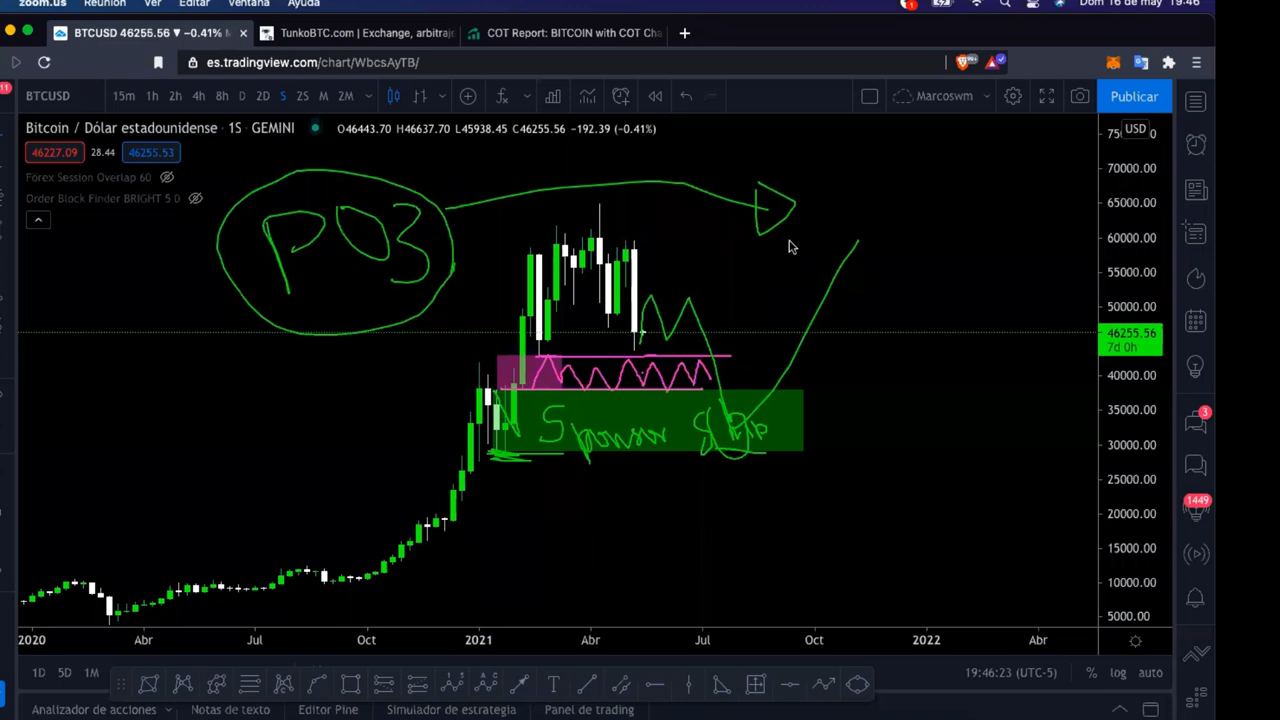 zoom.us Reunión Ver Editar Ventana Ayuda Dom 16 de may 19:46
BTCUSD 46255.56 ▼ −0.41% TunkoBTC.com | Exchange, arbitraj COT Report: BITCOIN with COT Cha
es.tradingview.com/chart/WbcsAyTB/
11
BTCUSD 15m 1h 2h 4h 8h D 2D S 2S M 2M Marcoswm Publicar
Bitcoin / Dólar estadounidense · 1S · GEMINI O46443.70 H46637.70 L45938.45 C46255.56 −192.39 (−0.41%)
46227.09 28.44 46255.53
Forex Session Overlap 60
Order Block Finder BRIGHT 5 0
USD
PO3
70000.00
65000.00
60000.00
55000.00
50000.00
46255.56
7d 0h
40000.00
35000.00
30000.00
25000.00
20000.00
15000.00
10000.00
5000.00
Sponsor
3
1449
2020 Abr Jul Oct 2021 Abr Jul Oct 2022 Abr
1D 5D 1M 19:46:23 (UTC-5) % log auto
Analizador de acciones Notas de texto Editor Pine Simulador de estrategia Panel de trading